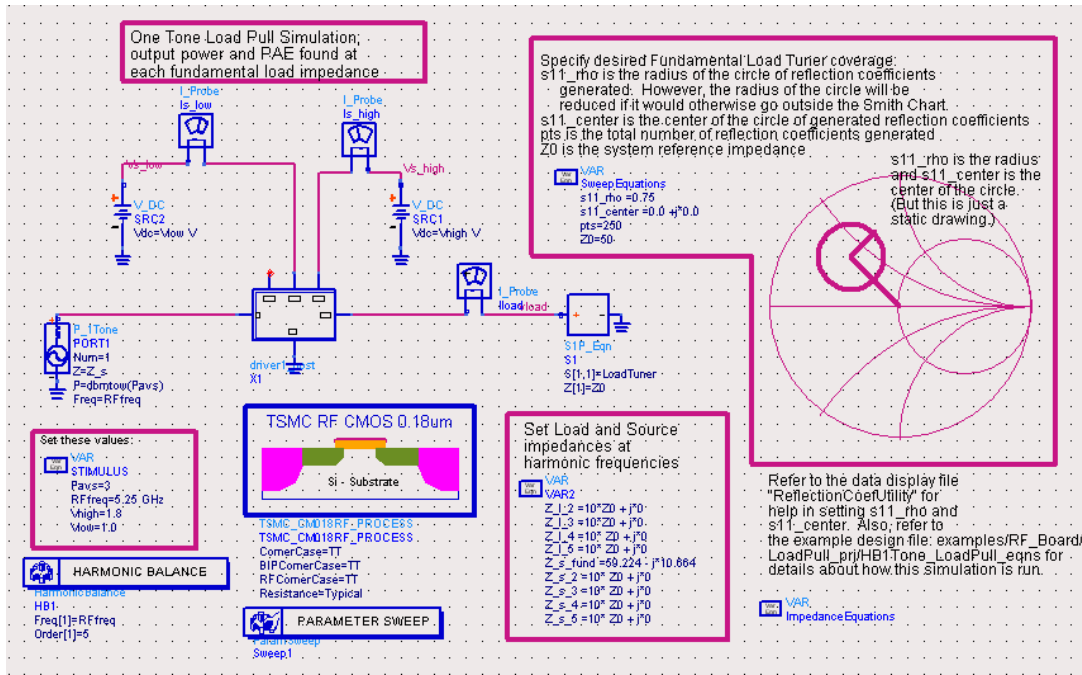 One Tone Load Pull Simulation;
output power and PAE found at
each fundamental load impedance
I_Probe
Is_low
I_Probe
Is_high
Vs_low
Vs_high
V_DC
SRC2
Vdc=Vlow V
V_DC
SRC1
Vdc=Vhigh V
P_1Tone
PORT1
Num=1
Z=Z_s
P=dbmtow(Pavs)
Freq=RFfreq
X1
I_Probe
Iload
vload
S1P_Eqn
S1
S[1,1]=LoadTuner
Z[1]=Z0
Specify desired Fundamental Load Tuner coverage:
s11_rho is the radius of the circle of reflection coefficients
generated. However, the radius of the circle will be
reduced if it would otherwise go outside the Smith Chart.
s11_center is the center of the circle of generated reflection coefficients
pts is the total number of reflection coefficients generated
Z0 is the system reference impedance
Var
Eqn
VAR
SweepEquations
s11_rho =0.75
s11_center =0.0 +j*0.0
pts=250
Z0=50
s11_rho is the radius
and s11_center is the
center of the circle.
(But this is just a
static drawing.)
Set these values:
Var
Eqn
VAR
STIMULUS
Pavs=3
RFfreq=5.25 GHz
Vhigh=1.8
Vlow=1.0
HARMONIC BALANCE
HarmonicBalance
HB1
Freq[1]=RFfreq
Order[1]=5
TSMC RF CMOS 0.18um
Si - Substrate
TSMC_CM018RF_PROCESS
TSMC_CM018RF_PROCESS
CornerCase=TT
BIPCornerCase=TT
RFCornerCase=TT
Resistance=Typical
PARAMETER SWEEP
ParamSweep
Sweep1
Set Load and Source
impedances at
harmonic frequencies
Var
Eqn
VAR
VAR2
Z_l_2 =10*Z0 + j*0
Z_l_3 =10*Z0 + j*0
Z_l_4 =10* Z0 + j*0
Z_l_5 =10* Z0 + j*0
Z_s_fund =59.224 - j*10.664
Z_s_2 =10* Z0 + j*0
Z_s_3 =10* Z0 + j*0
Z_s_4 =10* Z0 + j*0
Z_s_5 =10* Z0 + j*0
Refer to the data display file
"ReflectionCoefUtility" for
help in setting s11_rho and
s11_center. Also, refer to
the example design file: examples/RF_Board/
LoadPull_prj/HB1Tone_LoadPull_eqns for
details about how this simulation is run.
Var
Eqn
VAR
ImpedanceEquations